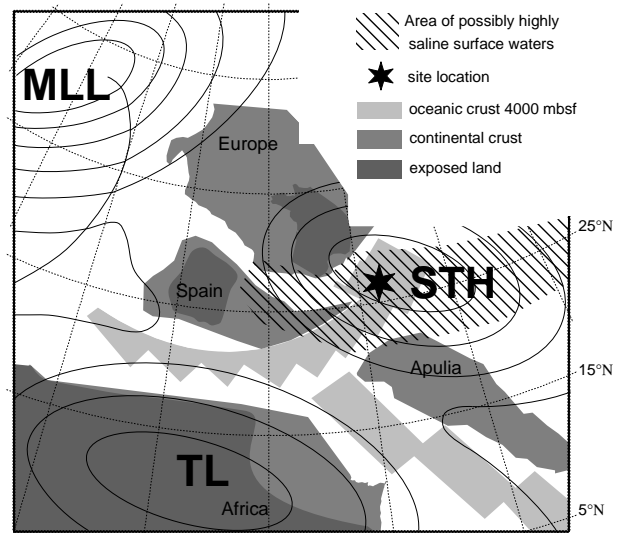 Area of possibly highly
saline surface waters
site location
oceanic crust 4000 mbsf
continental crust
exposed land
MLL
Europe
25°N
STH
Spain
Apulia
15°N
TL
Africa
5°N